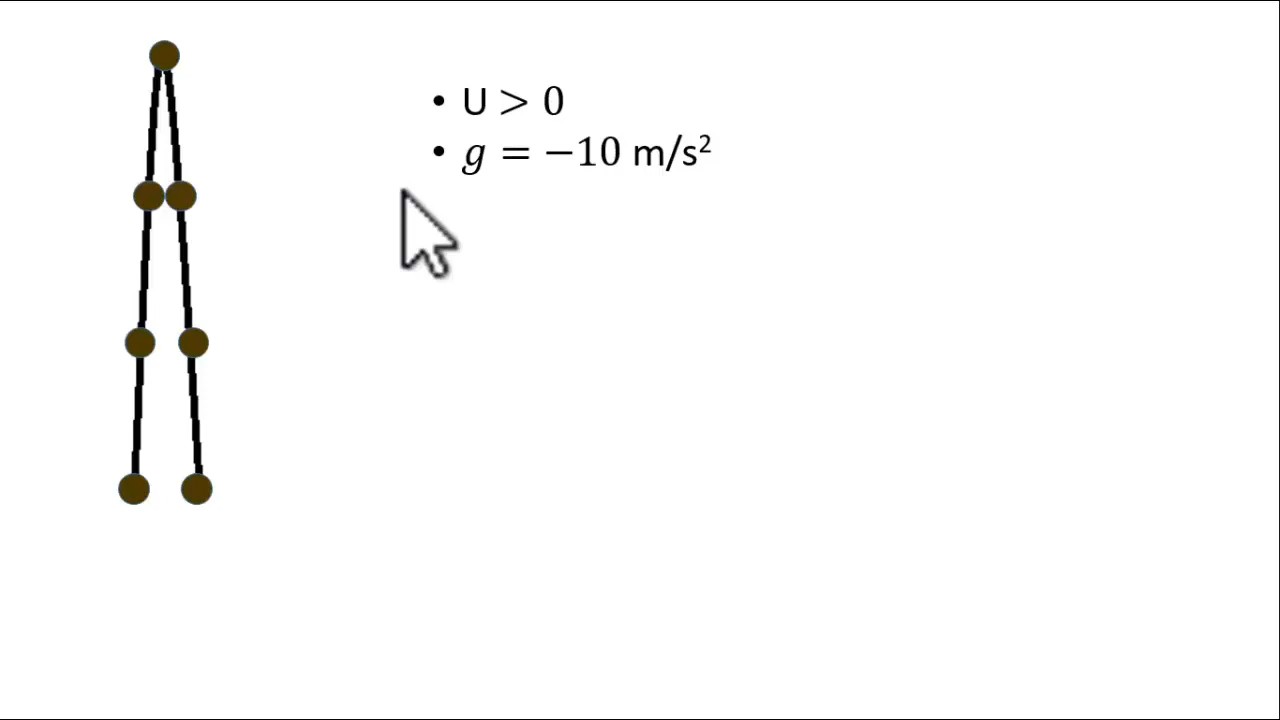 • U > 0
• g = −10 m/s²